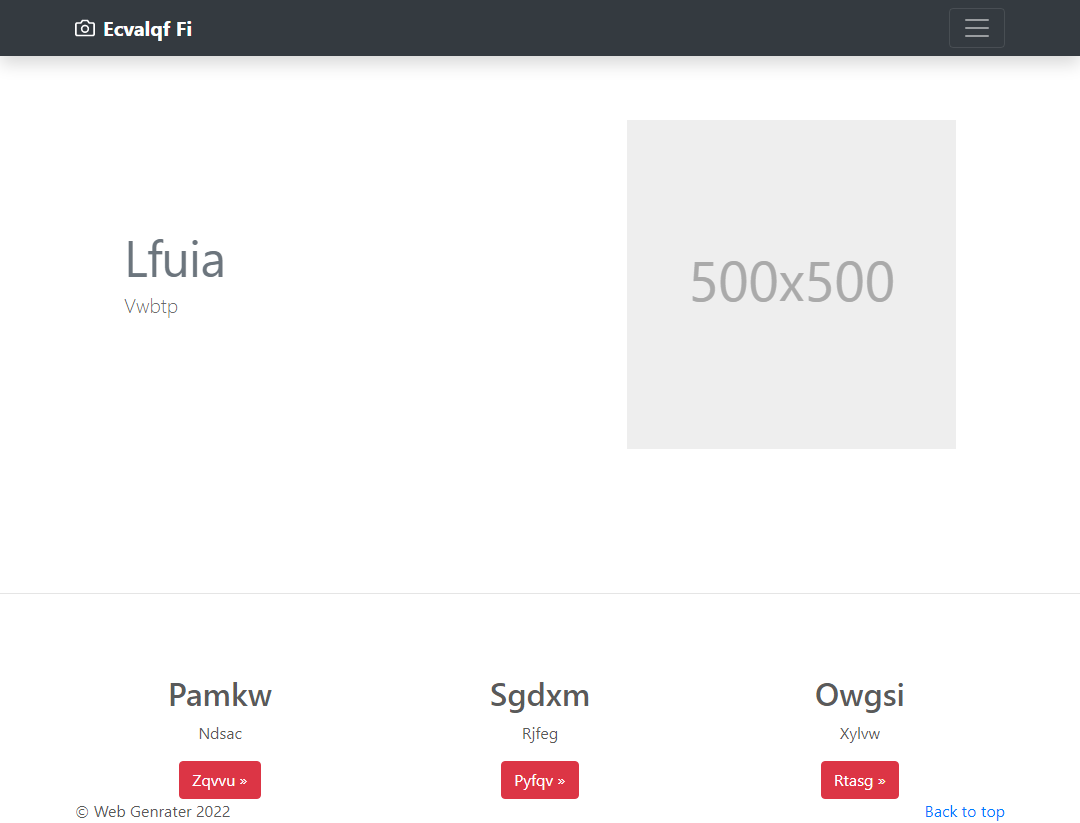 Ecvalqf Fi
Lfuia
Vwbtp
500x500
Pamkw
Ndsac
Zqvvu »
Sgdxm
Rjfeg
Pyfqv »
Owgsi
Xylvw
Rtasg »
© Web Genrater 2022
Back to top